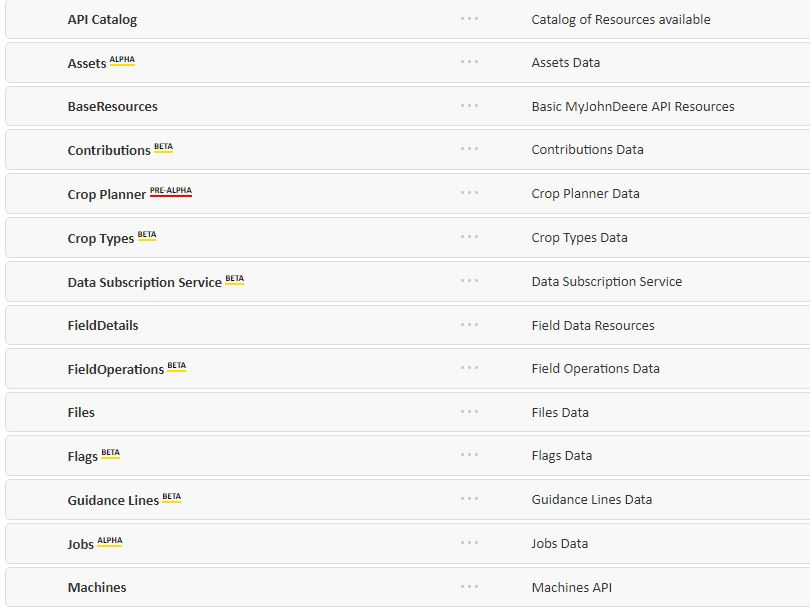 API Catalog Catalog of Resources available
Assets ALPHA Assets Data
BaseResources Basic MyJohnDeere API Resources
Contributions BETA Contributions Data
Crop Planner PRE-ALPHA Crop Planner Data
Crop Types BETA Crop Types Data
Data Subscription Service BETA Data Subscription Service
FieldDetails Field Data Resources
FieldOperations BETA Field Operations Data
Files Files Data
Flags BETA Flags Data
Guidance Lines BETA Guidance Lines Data
Jobs ALPHA Jobs Data
Machines Machines API